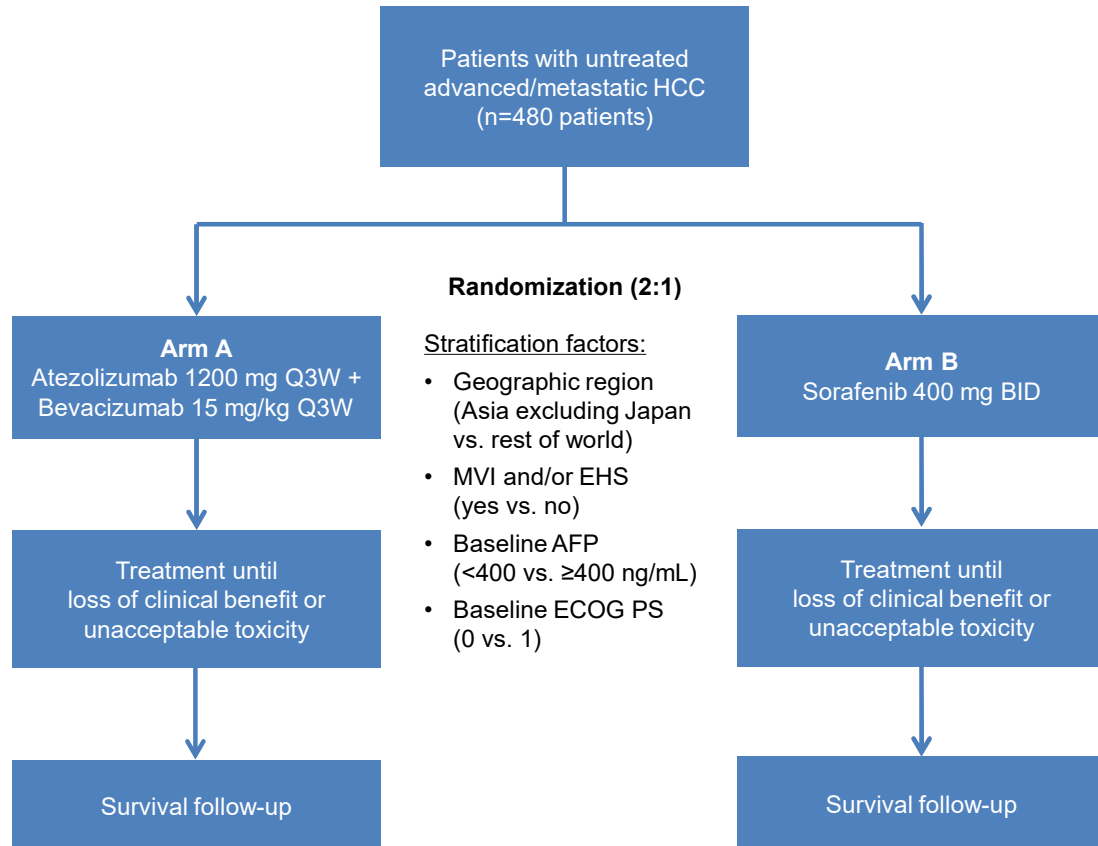 Patients with untreated
advanced/metastatic HCC
(n=480 patients)
Randomization (2:1)
Arm A
Atezolizumab 1200 mg Q3W +
Bevacizumab 15 mg/kg Q3W
Stratification factors:
• Geographic region
(Asia excluding Japan
vs. rest of world)
• MVI and/or EHS
(yes vs. no)
• Baseline AFP
(<400 vs. ≥400 ng/mL)
• Baseline ECOG PS
(0 vs. 1)
Arm B
Sorafenib 400 mg BID
Treatment until
loss of clinical benefit or
unacceptable toxicity
Treatment until
loss of clinical benefit or
unacceptable toxicity
Survival follow-up
Survival follow-up